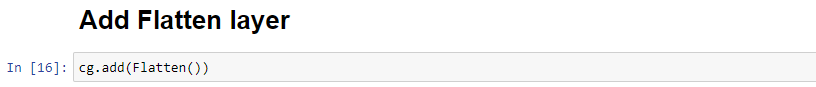 Add Flatten layer
In [16]: cg.add(Flatten())